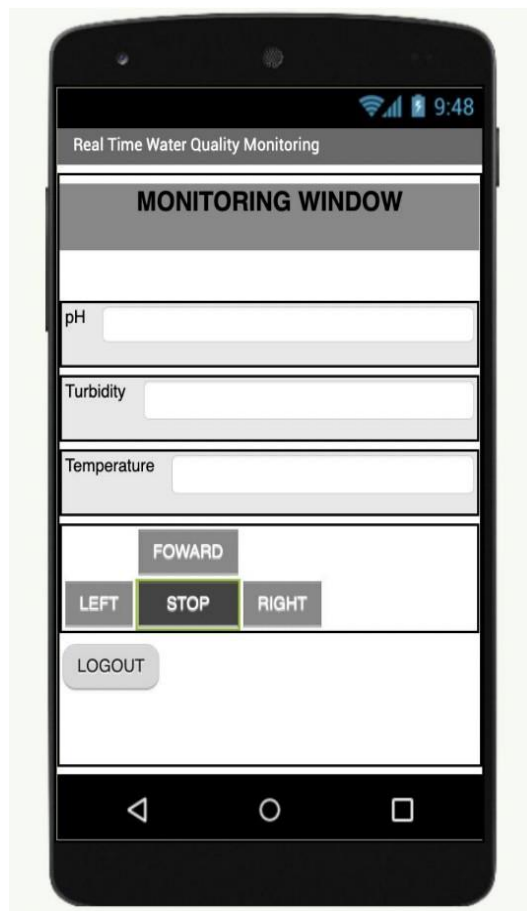 9:48
Real Time Water Quality Monitoring
MONITORING WINDOW
pH
Turbidity
Temperature
FOWARD
LEFT STOP RIGHT
LOGOUT